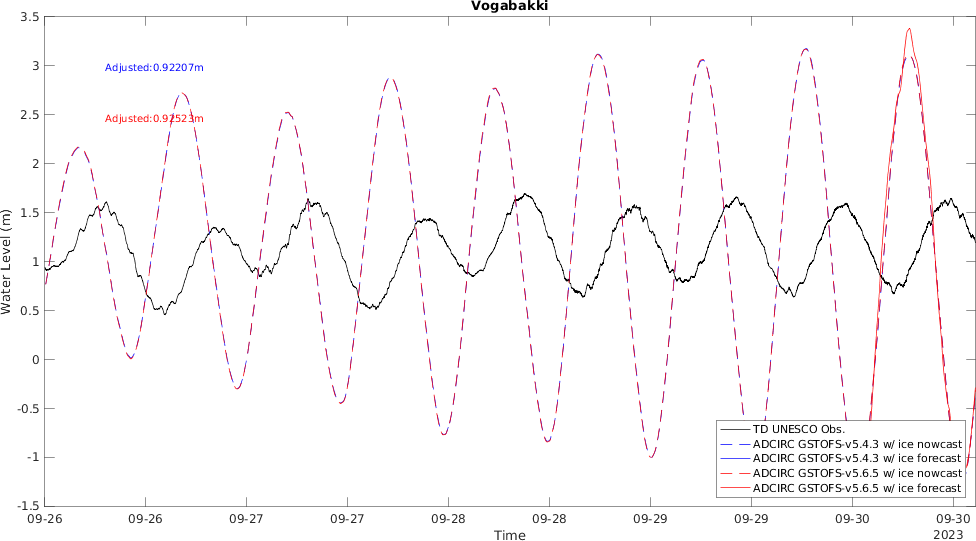 Vogabakki
3.5
3
2.5
2
1.5
1
0.5
0
-0.5
-1
-1.5
Water Level (m)
Adjusted:0.92207m
Adjusted:0.92523m
TD UNESCO Obs.
ADCIRC GSTOFS-v5.4.3 w/ ice nowcast
ADCIRC GSTOFS-v5.4.3 w/ ice forecast
ADCIRC GSTOFS-v5.6.5 w/ ice nowcast
ADCIRC GSTOFS-v5.6.5 w/ ice forecast
09-26 09-26 09-27 09-27 09-28 09-28 09-29 09-29 09-30 09-30
2023
Time